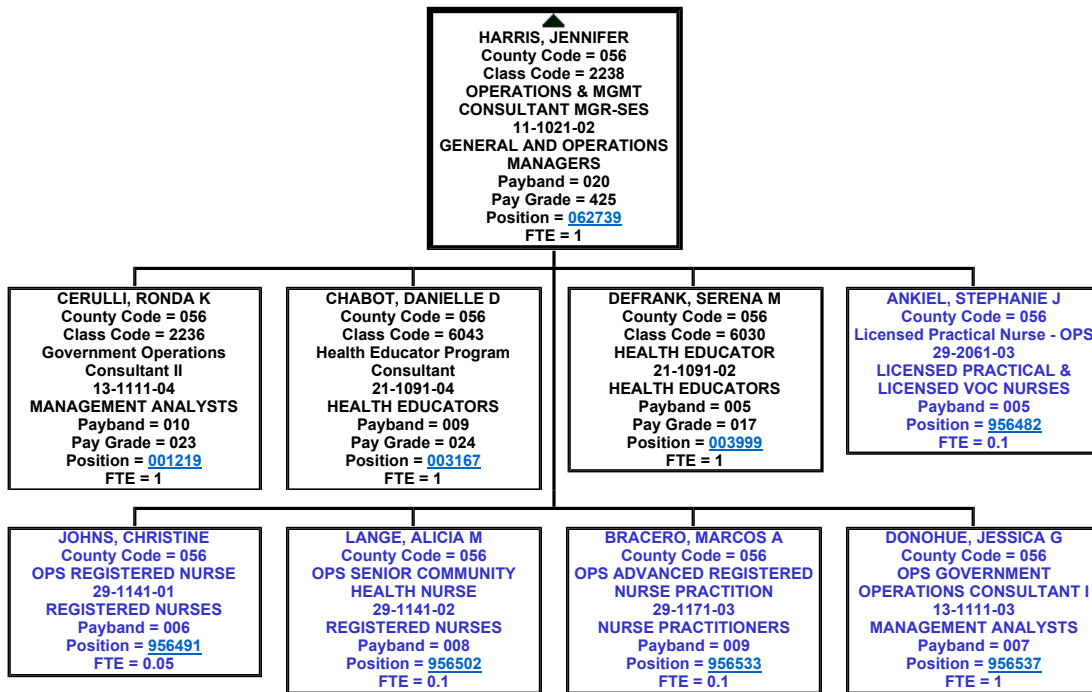 HARRIS, JENNIFER
County Code = 056
Class Code = 2238
OPERATIONS & MGMT
CONSULTANT MGR-SES
11-1021-02
GENERAL AND OPERATIONS
MANAGERS
Payband = 020
Pay Grade = 425
Position = 062739
FTE = 1
CERULLI, RONDA K
County Code = 056
Class Code = 2236
Government Operations
Consultant II
13-1111-04
MANAGEMENT ANALYSTS
Payband = 010
Pay Grade = 023
Position = 001219
FTE = 1
CHABOT, DANIELLE D
County Code = 056
Class Code = 6043
Health Educator Program
Consultant
21-1091-04
HEALTH EDUCATORS
Payband = 009
Pay Grade = 024
Position = 003167
FTE = 1
DEFRANK, SERENA M
County Code = 056
Class Code = 6030
HEALTH EDUCATOR
21-1091-02
HEALTH EDUCATORS
Payband = 005
Pay Grade = 017
Position = 003999
FTE = 1
ANKIEL, STEPHANIE J
County Code = 056
Licensed Practical Nurse - OPS
29-2061-03
LICENSED PRACTICAL &
LICENSED VOC NURSES
Payband = 005
Position = 956482
FTE = 0.1
JOHNS, CHRISTINE
County Code = 056
OPS REGISTERED NURSE
29-1141-01
REGISTERED NURSES
Payband = 006
Position = 956491
FTE = 0.05
LANGE, ALICIA M
County Code = 056
OPS SENIOR COMMUNITY
HEALTH NURSE
29-1141-02
REGISTERED NURSES
Payband = 008
Position = 956502
FTE = 0.1
BRACERO, MARCOS A
County Code = 056
OPS ADVANCED REGISTERED
NURSE PRACTITION
29-1171-03
NURSE PRACTITIONERS
Payband = 009
Position = 956533
FTE = 0.1
DONOHUE, JESSICA G
County Code = 056
OPS GOVERNMENT
OPERATIONS CONSULTANT I
13-1111-03
MANAGEMENT ANALYSTS
Payband = 007
Position = 956537
FTE = 1